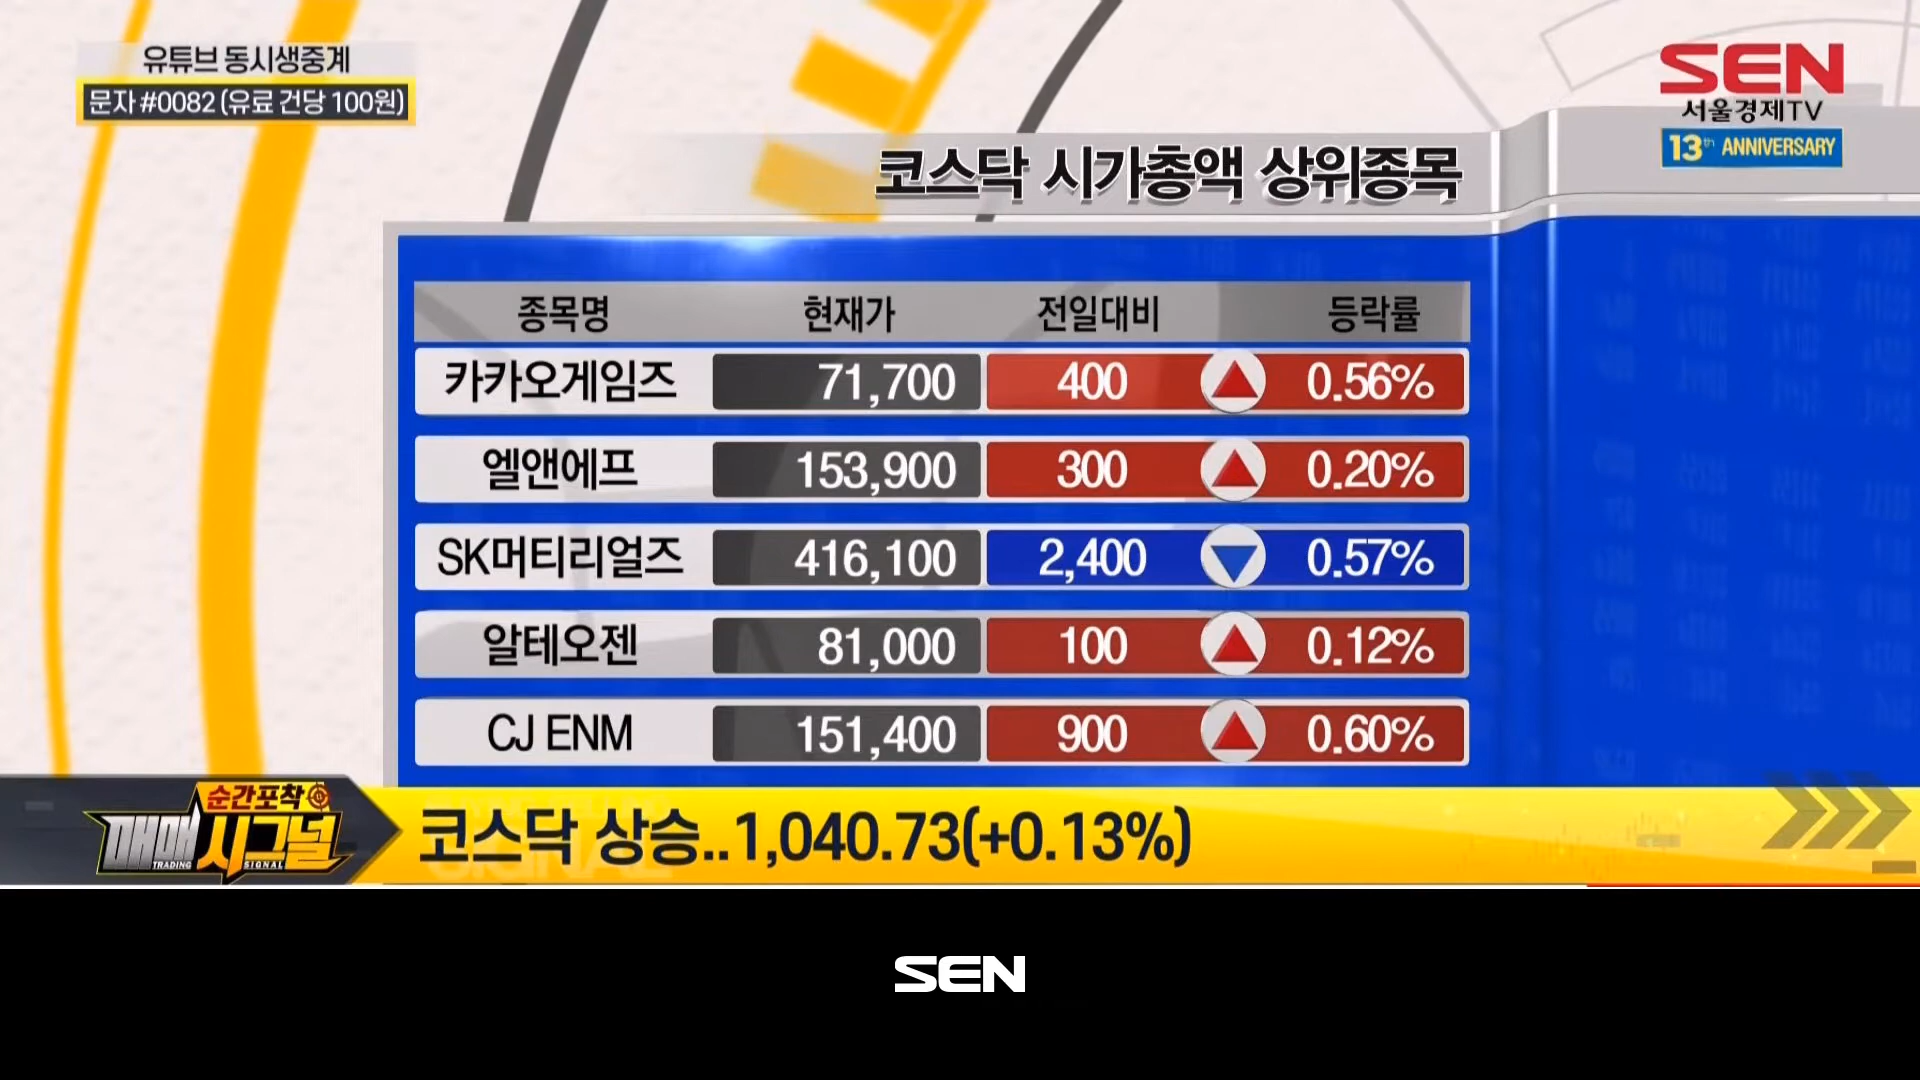 유튜브 동시생중계
문자 #0082 (유료 건당 100원)
SEN
서울경제TV
13th ANNIVERSARY
코스닥 시가총액 상위종목
종목명 현재가 전일대비 등락률
카카오게임즈 71,700 400 ▲ 0.56%
엘앤에프 153,900 300 ▲ 0.20%
SK머티리얼즈 416,100 2,400 ▼ 0.57%
알테오젠 81,000 100 ▲ 0.12%
CJ ENM 151,400 900 ▲ 0.60%
순간포착
매매 시그널
TRADING SIGNAL
코스닥 상승..1,040.73(+0.13%)
SEN